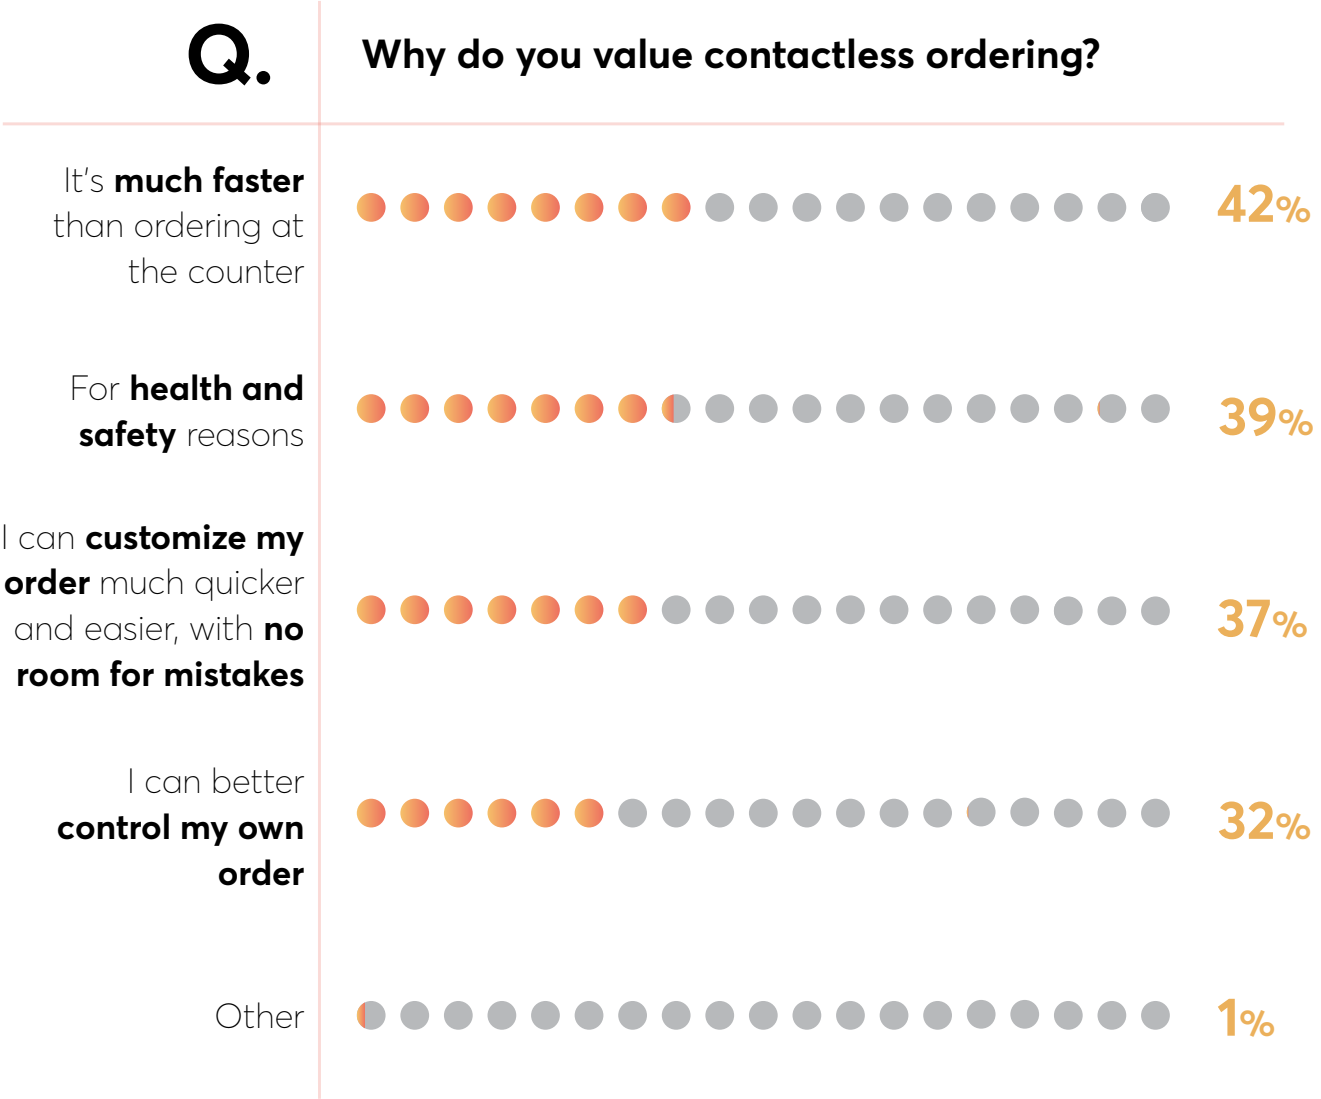 Q.
Why do you value contactless ordering?
It's much faster
than ordering at
the counter
42%
For health and
safety reasons
39%
I can customize my
order much quicker
and easier, with no
room for mistakes
37%
I can better
control my own
order
32%
Other
1%